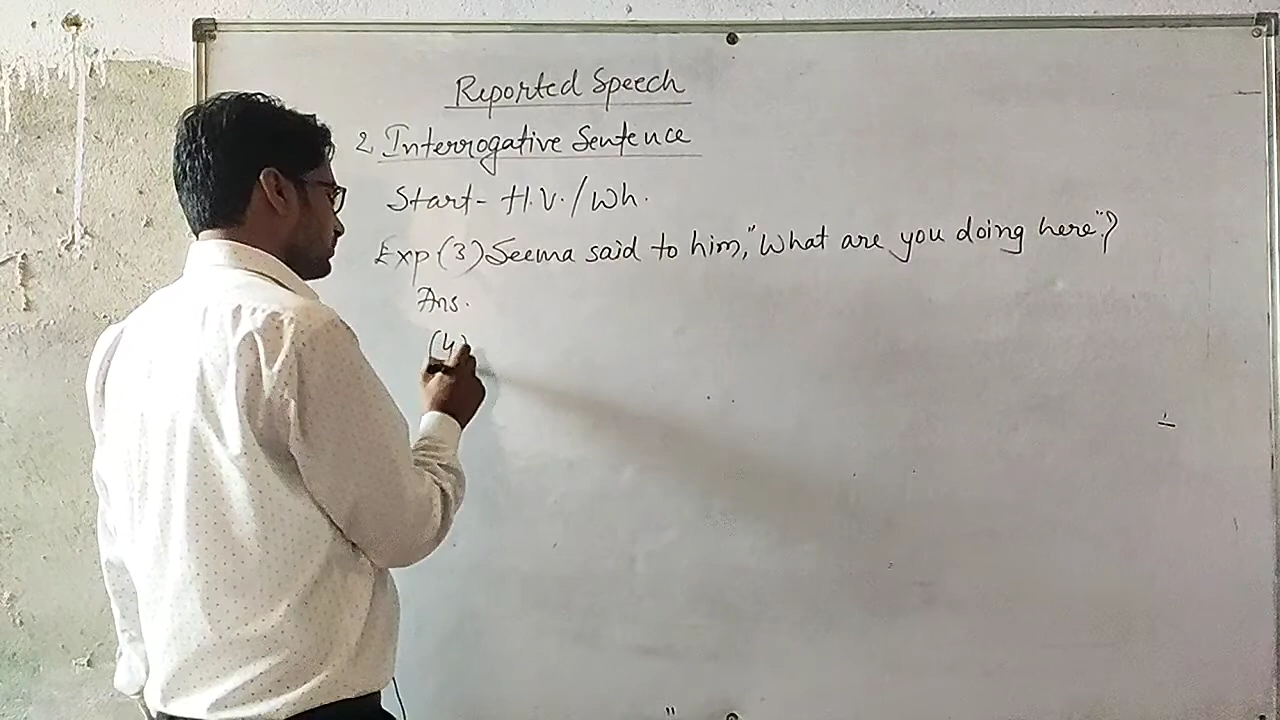 Reported Speech
2. Interrogative Sentence
Start - H.V./Wh.
Exp (3) Seema said to him, "What are you doing here"?
Ans.
(4)